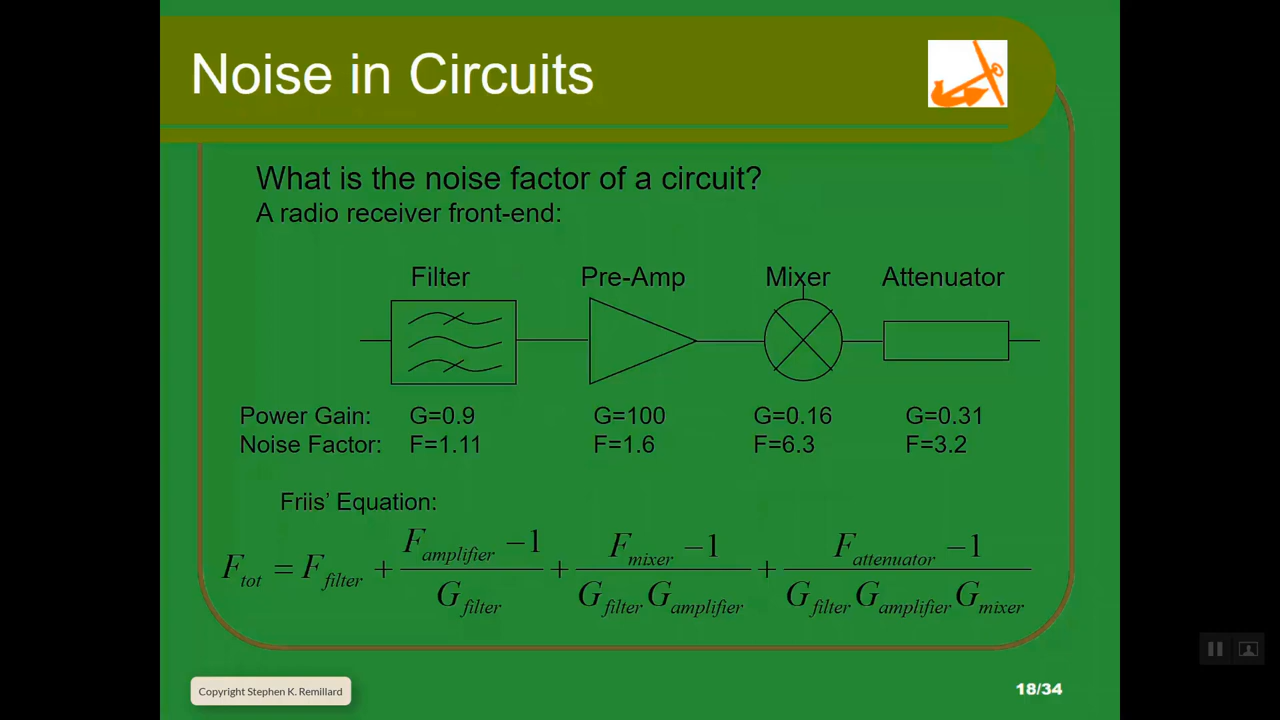 Noise in Circuits
What is the noise factor of a circuit?
A radio receiver front-end:
Filter Pre-Amp Mixer Attenuator
Power Gain: G=0.9 G=100 G=0.16 G=0.31
Noise Factor: F=1.11 F=1.6 F=6.3 F=3.2
Friis’ Equation:
F_tot = F_filter + (F_amplifier −1)/(G_filter) + (F_mixer −1)/(G_filter G_amplifier) + (F_attenuator −1)/(G_filter G_amplifier G_mixer)
Copyright Stephen K. Remillard
18/34